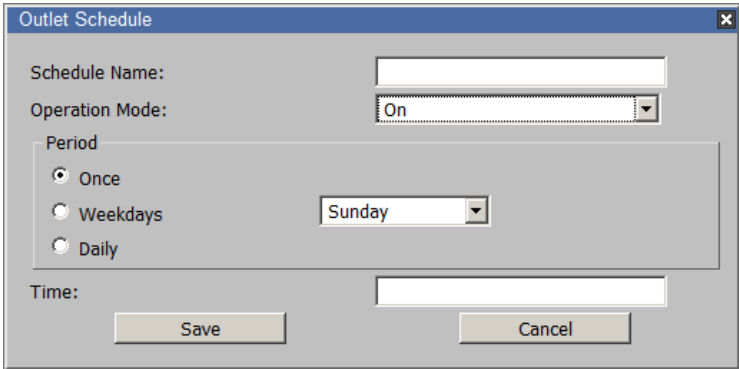 Outlet Schedule
Schedule Name:
Operation Mode: On
Period
Once
Weekdays Sunday
Daily
Time:
Save Cancel